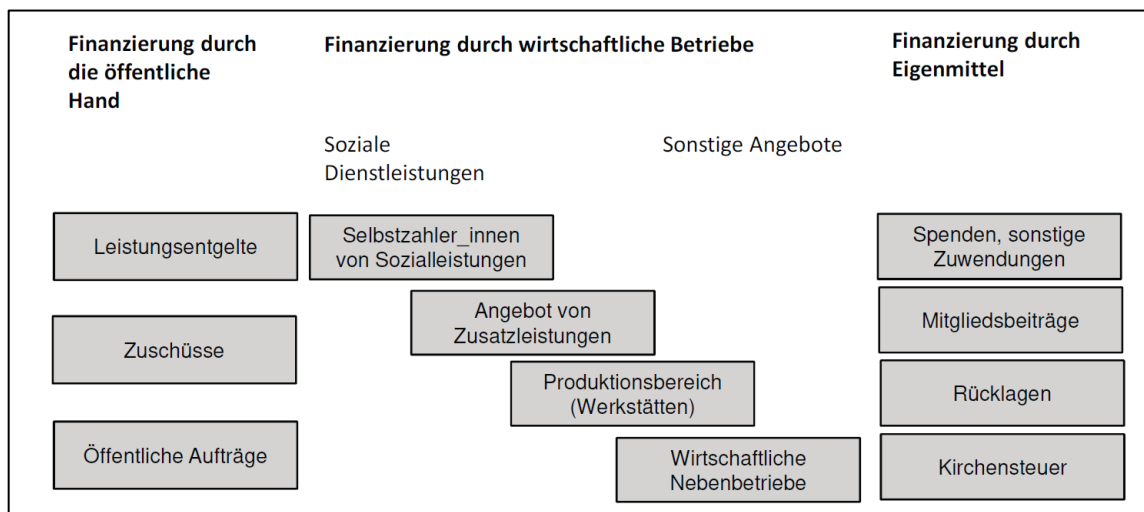 Finanzierung durch
die öffentliche
Hand
Finanzierung durch wirtschaftliche Betriebe
Finanzierung durch
Eigenmittel
Soziale
Dienstleistungen
Sonstige Angebote
Leistungsentgelte
Zuschüsse
Öffentliche Aufträge
Selbstzahler_innen
von Sozialleistungen
Angebot von
Zusatzleistungen
Produktionsbereich
(Werkstätten)
Wirtschaftliche
Nebenbetriebe
Spenden, sonstige
Zuwendungen
Mitgliedsbeiträge
Rücklagen
Kirchensteuer